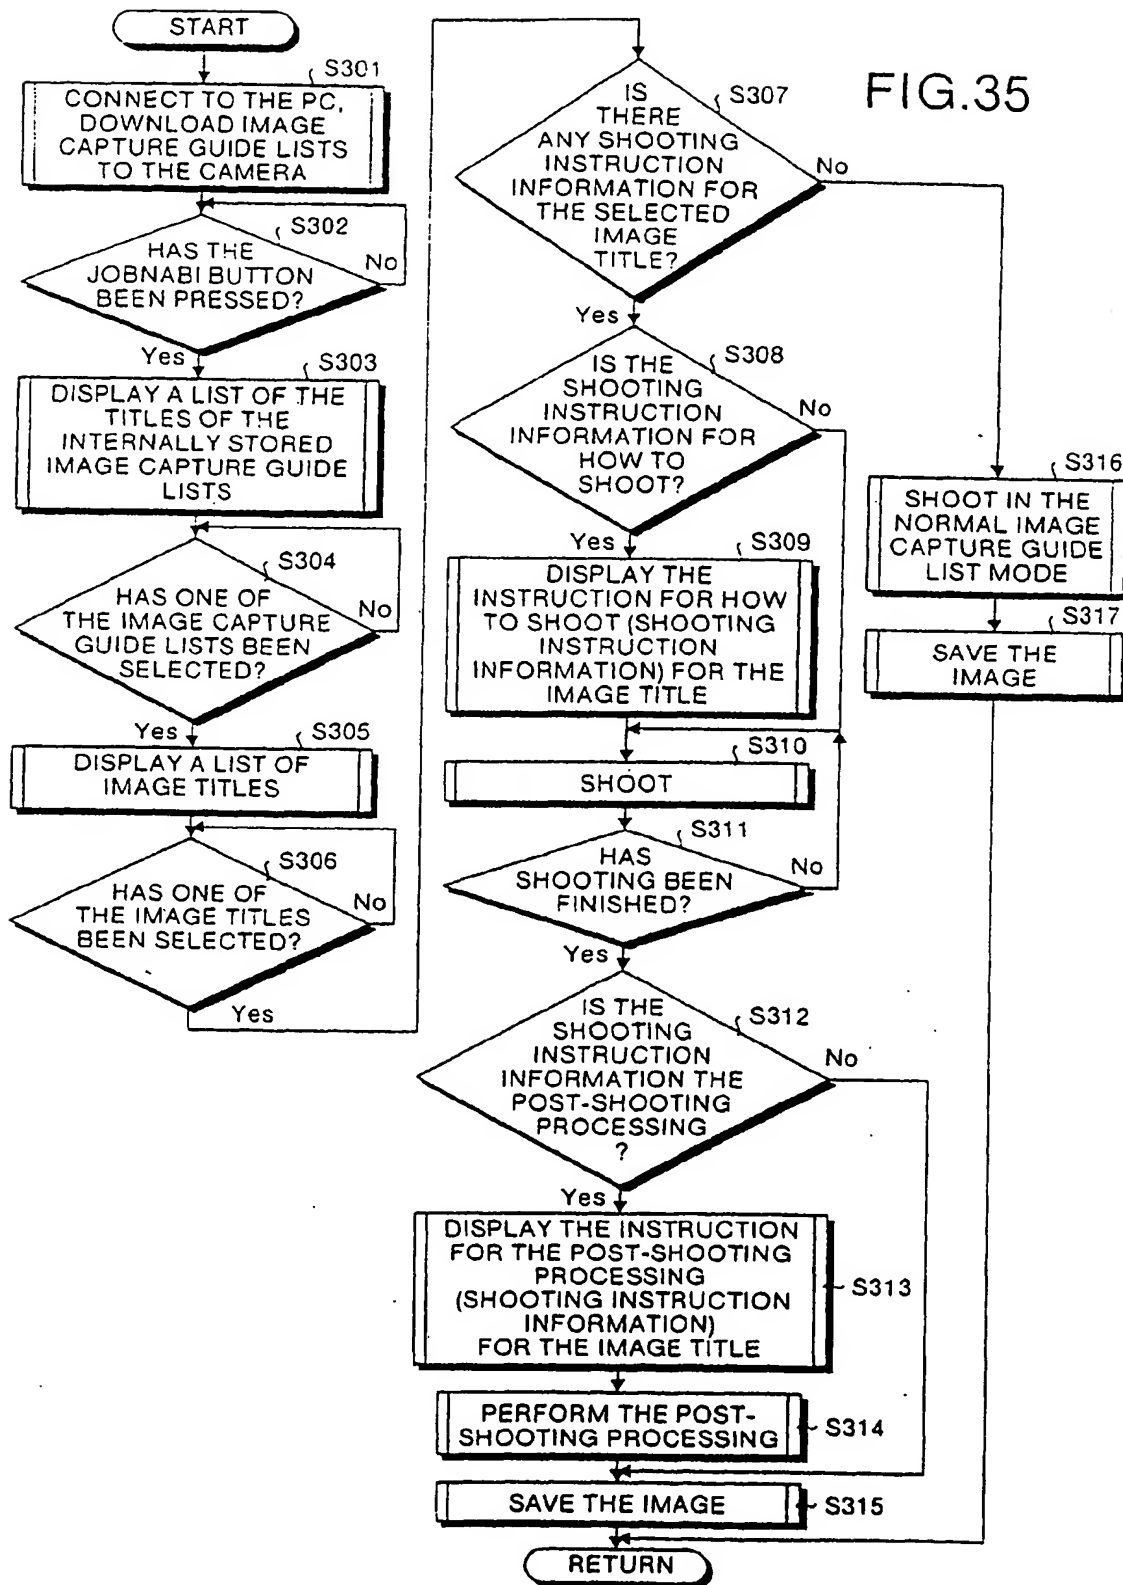 FIG.35
START
S301
CONNECT TO THE PC,
DOWNLOAD IMAGE
CAPTURE GUIDE LISTS
TO THE CAMERA
S302
HAS THE
JOBNABI BUTTON
BEEN PRESSED?
No
Yes
S303
DISPLAY A LIST OF THE
TITLES OF THE
INTERNALLY STORED
IMAGE CAPTURE GUIDE
LISTS
S304
HAS ONE OF
THE IMAGE CAPTURE
GUIDE LISTS BEEN
SELECTED?
No
Yes
S305
DISPLAY A LIST OF
IMAGE TITLES
S306
HAS ONE OF
THE IMAGE TITLES
BEEN SELECTED?
No
Yes
S307
IS
THERE
ANY SHOOTING
INSTRUCTION
INFORMATION FOR
THE SELECTED
IMAGE
TITLE?
No
Yes
S308
IS THE
SHOOTING
INSTRUCTION
INFORMATION FOR
HOW TO
SHOOT?
No
Yes
S309
DISPLAY THE
INSTRUCTION FOR HOW
TO SHOOT (SHOOTING
INSTRUCTION
INFORMATION) FOR THE
IMAGE TITLE
S310
SHOOT
S311
HAS
SHOOTING BEEN
FINISHED?
No
Yes
S312
IS THE
SHOOTING
INSTRUCTION
INFORMATION THE
POST-SHOOTING
PROCESSING
?
No
Yes
DISPLAY THE INSTRUCTION
FOR THE POST-SHOOTING
PROCESSING
(SHOOTING INSTRUCTION
INFORMATION)
FOR THE IMAGE TITLE
S313
PERFORM THE POST-
SHOOTING PROCESSING
S314
SAVE THE IMAGE
S315
RETURN
S316
SHOOT IN THE
NORMAL IMAGE
CAPTURE GUIDE
LIST MODE
S317
SAVE THE
IMAGE